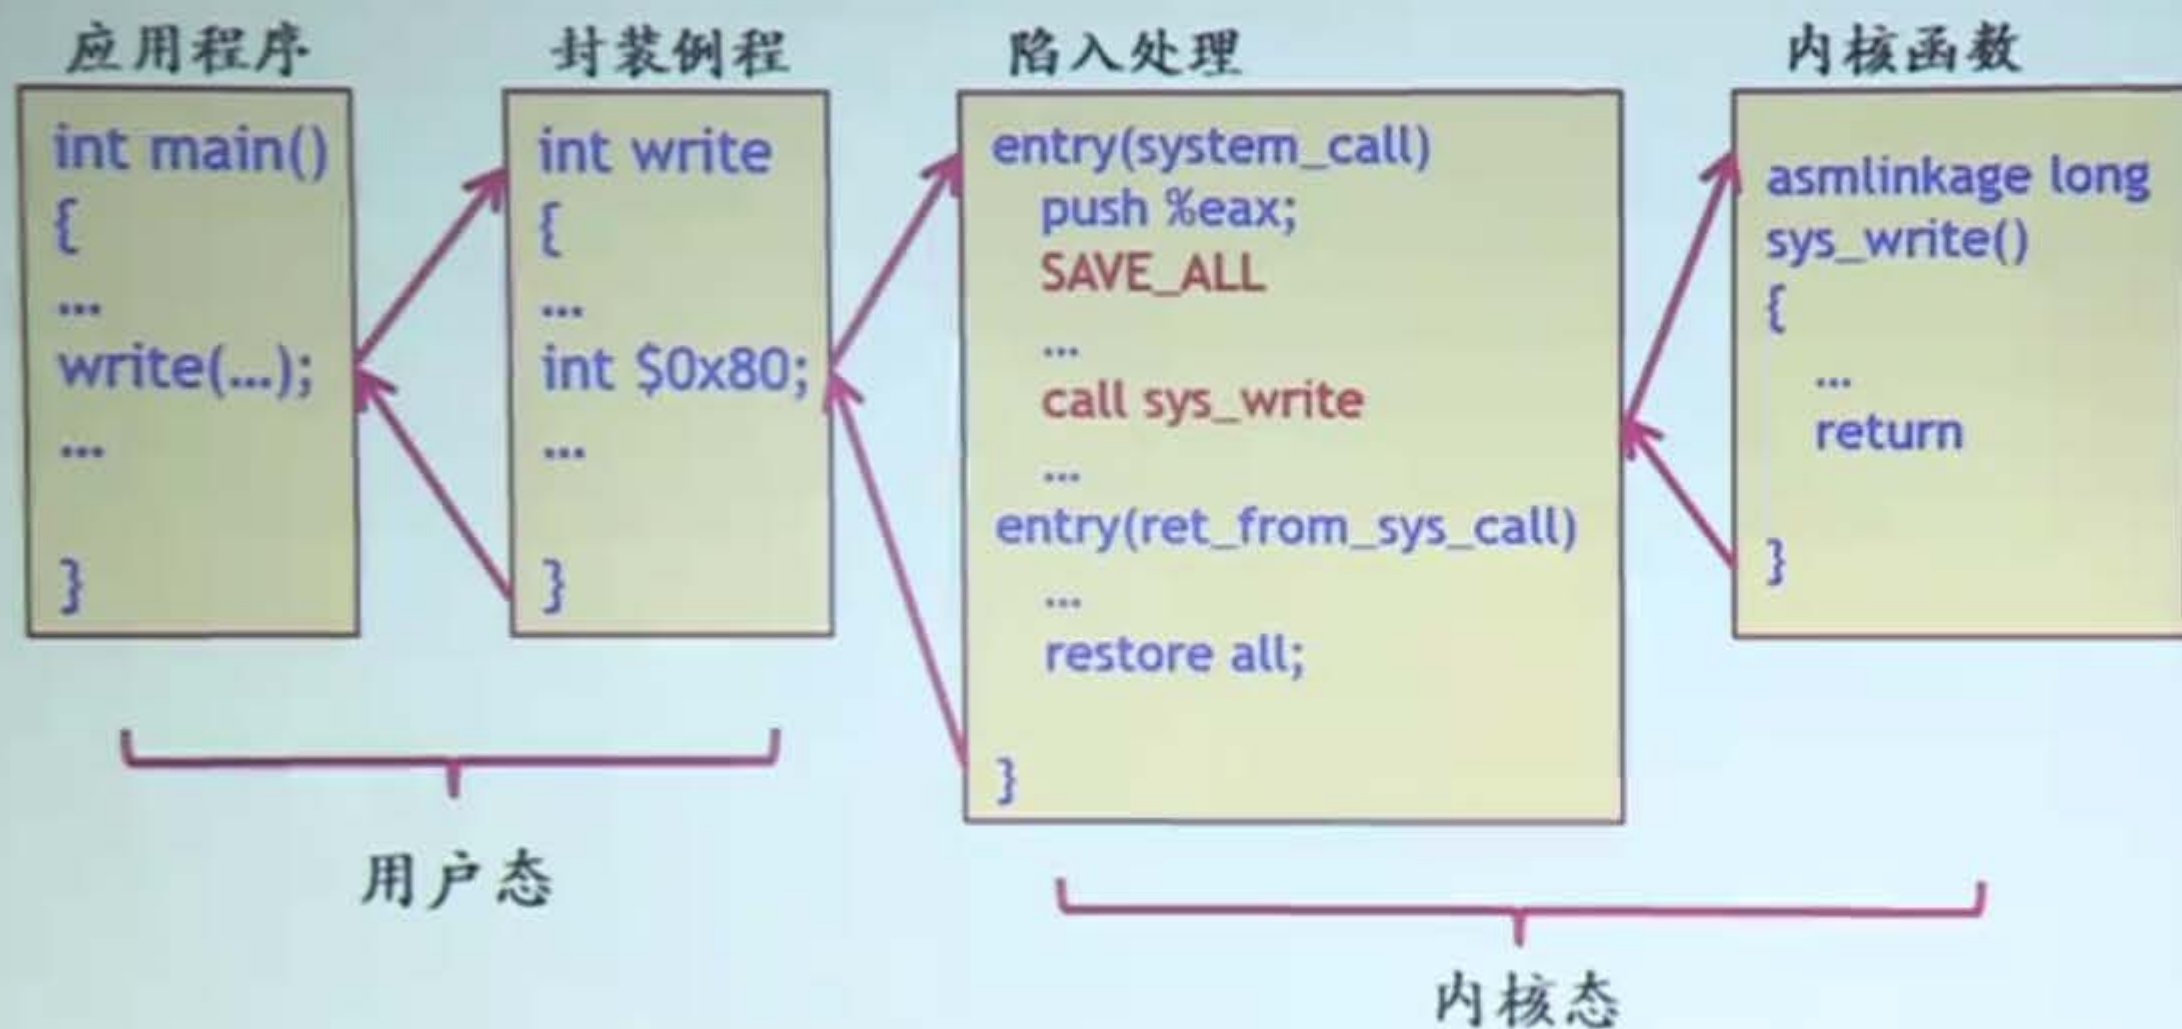 应用程序
int main()
{
...
write(...);
...
}
封装例程
int write
{
...
int $0x80;
...
}
陷入处理
entry(system_call)
push %eax;
SAVE_ALL
...
call sys_write
...
entry(ret_from_sys_call)
...
restore all;
}
内核函数
asmlinkage long
sys_write()
{
...
return
}
用户态
内核态